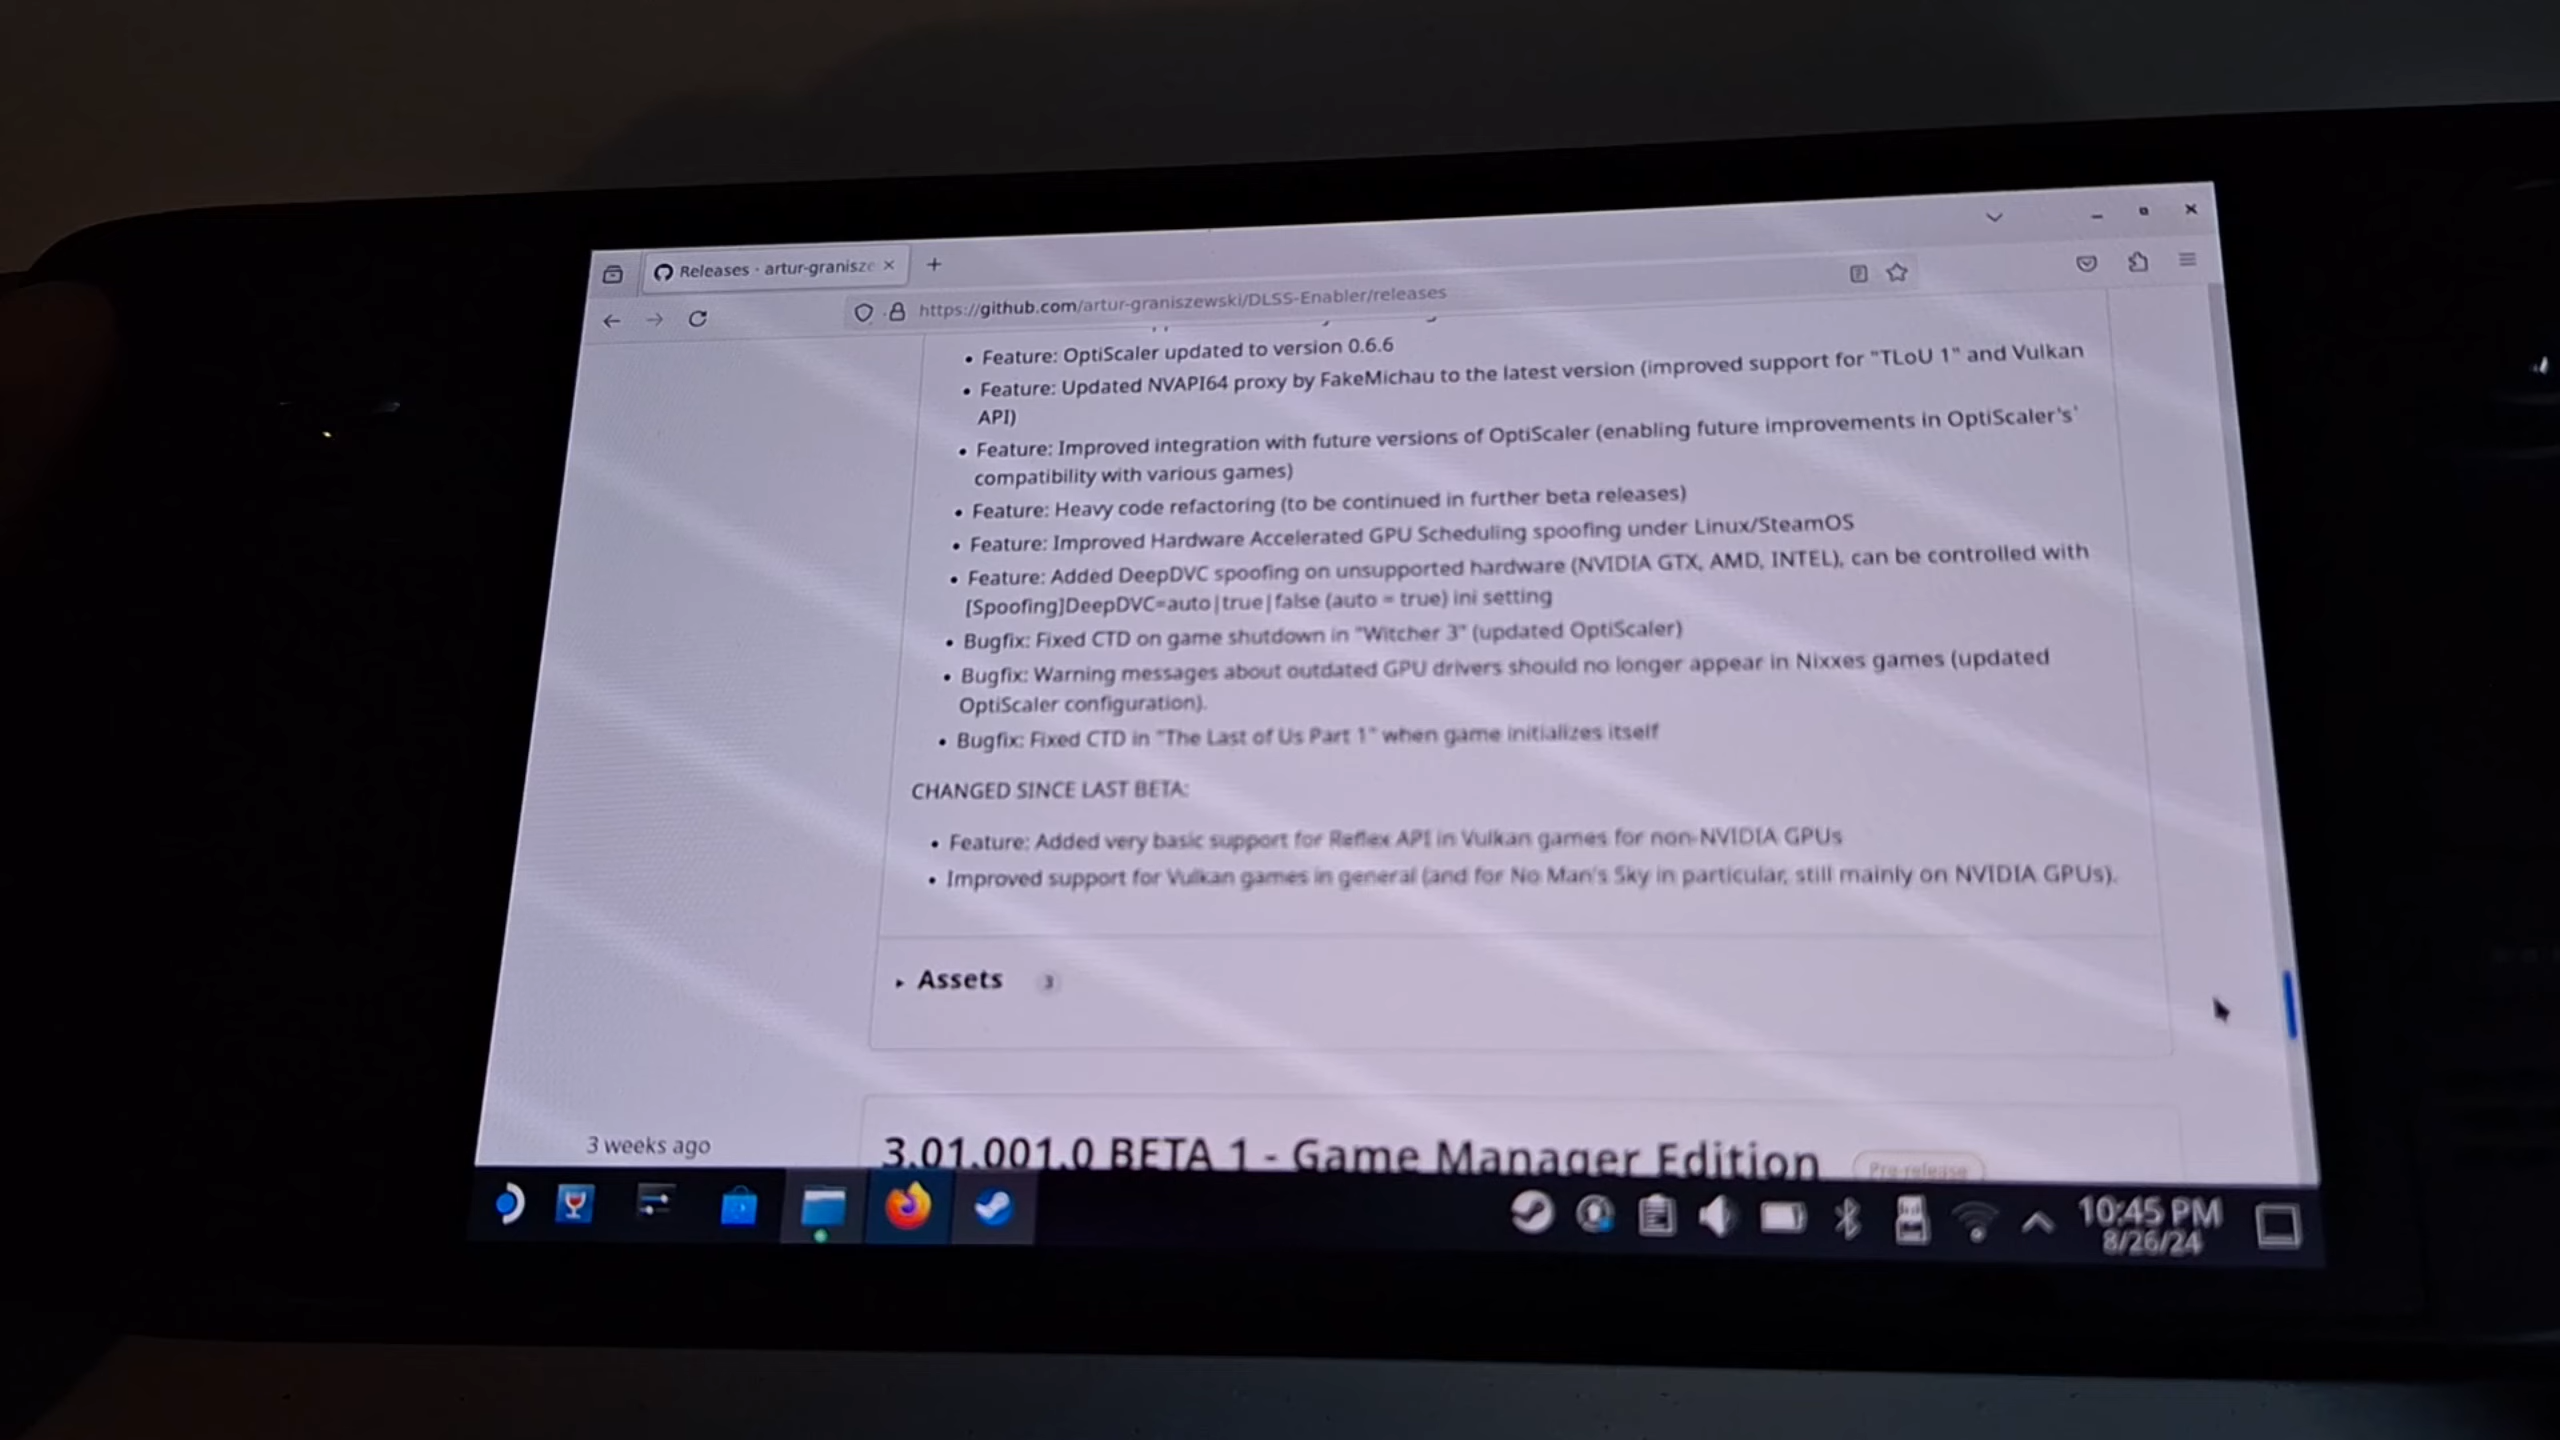 Releases · artur-granisze
https://github.com/artur-graniszewski/DLSS-Enabler/releases
• Feature: OptiScaler updated to version 0.6.6
• Feature: Updated NVAPI64 proxy by FakeMichau to the latest version (improved support for "TLoU 1" and Vulkan
API)
• Feature: Improved integration with future versions of OptiScaler (enabling future improvements in OptiScaler's'
compatibility with various games)
• Feature: Heavy code refactoring (to be continued in further beta releases)
• Feature: Improved Hardware Accelerated GPU Scheduling spoofing under Linux/SteamOS
• Feature: Added DeepDVC spoofing on unsupported hardware (NVIDIA GTX, AMD, INTEL), can be controlled with
[Spoofing]DeepDVC=auto|true|false (auto = true) ini setting
• Bugfix: Fixed CTD on game shutdown in "Witcher 3" (updated OptiScaler)
• Bugfix: Warning messages about outdated GPU drivers should no longer appear in Nixxes games (updated
OptiScaler configuration).
• Bugfix: Fixed CTD in "The Last of Us Part 1" when game initializes itself
CHANGED SINCE LAST BETA:
• Feature: Added very basic support for Reflex API in Vulkan games for non-NVIDIA GPUs
• Improved support for Vulkan games in general (and for No Man's Sky in particular, still mainly on NVIDIA GPUs).
Assets 3
3 weeks ago
3.01.001.0 BETA 1 - Game Manager Edition Pre-release
10:45 PM
8/26/24